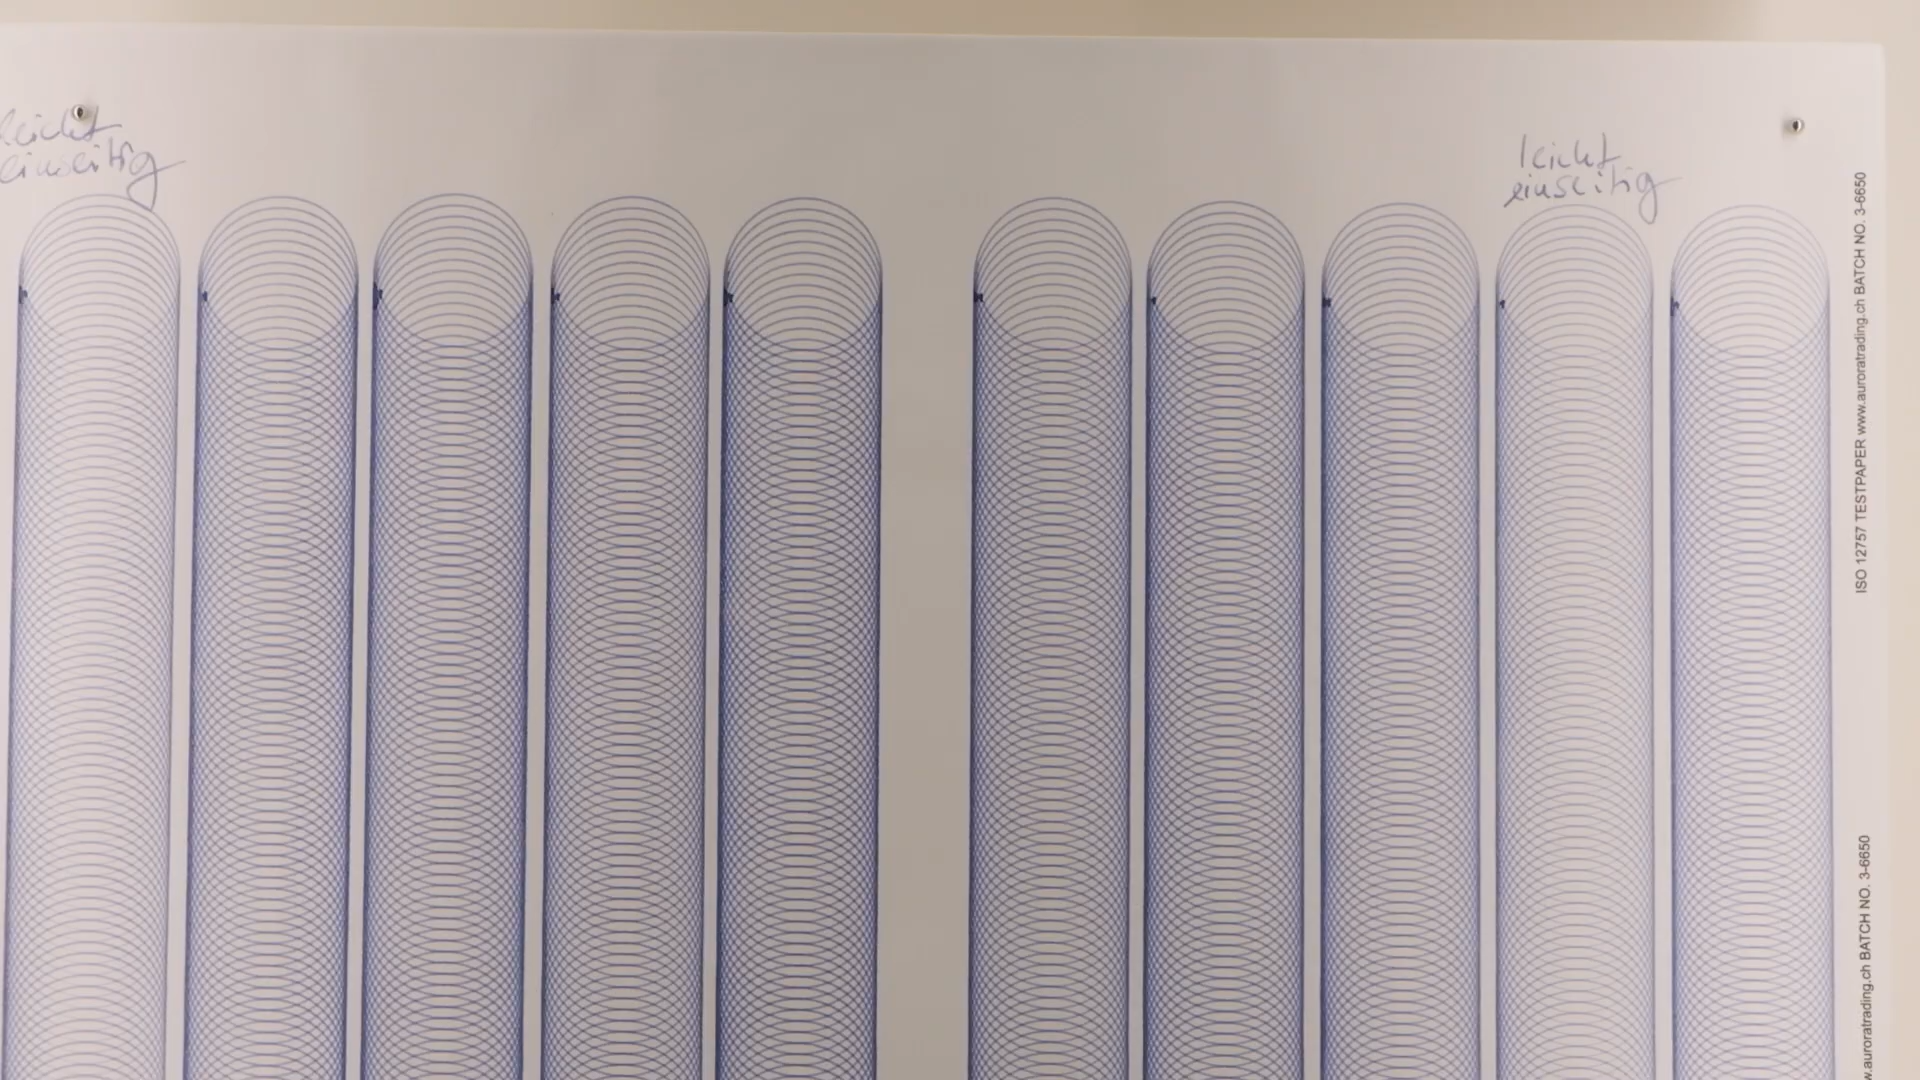 leicht
einseitig
leicht
einseitig
ISO 12757 TESTPAPER www.auroratrading.ch BATCH NO. 3-6650
w.auroratrading.ch BATCH NO. 3-6650